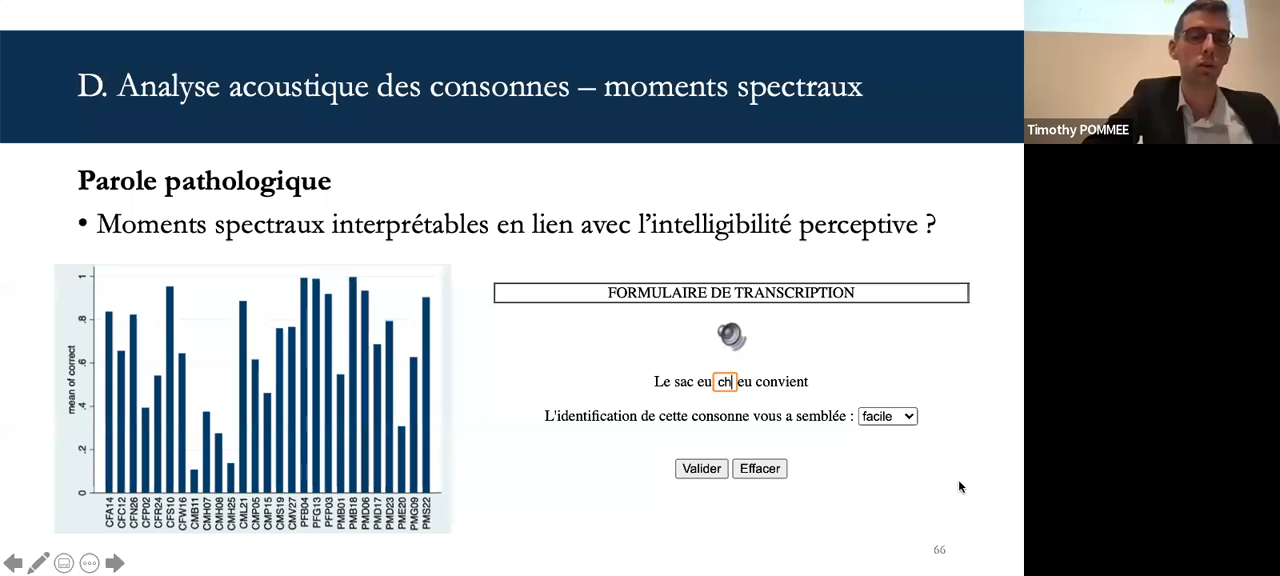 D. Analyse acoustique des consonnes – moments spectraux
Timothy POMMEE
Parole pathologique
• Moments spectraux interprétables en lien avec l'intelligibilité perceptive ?
mean of correct
1
.8
.6
.4
.2
0
CFA14
CFC12
CFN26
CFP02
CFR24
CFS10
CFW16
CMB11
CMH07
CMH08
CMH25
CML21
CMP05
CMP15
CMS19
CMV27
PFB04
PFG13
PFP03
PMB01
PMB18
PMD06
PMD17
PMD23
PME20
PMG09
PMS22
FORMULAIRE DE TRANSCRIPTION
Le sac eu ch eu convient
L'identification de cette consonne vous a semblée : facile
Valider Effacer
66